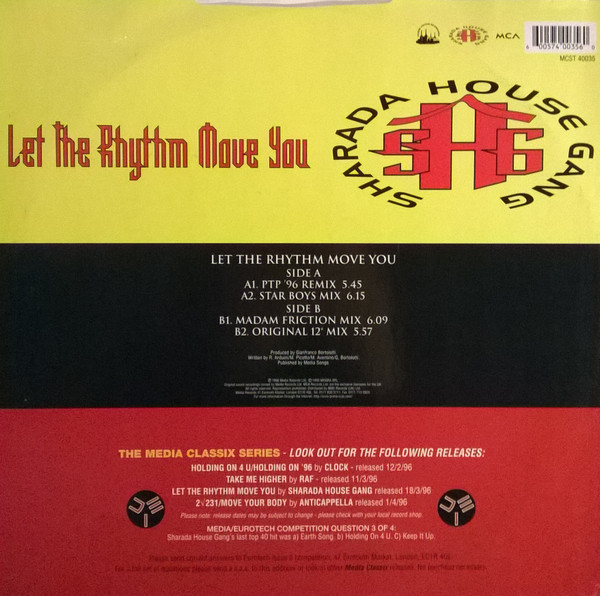 MCA
6 00574 00356 0
MCST 40035
SHARADA HOUSE GANG
SHG
Let The Rhythm Move You
LET THE RHYTHM MOVE YOU
SIDE A
A1. PTP '96 REMIX 5.45
A2. STAR BOYS MIX 6.15
SIDE B
B1. MADAM FRICTION MIX 6.09
B2. ORIGINAL 12' MIX 5.57
Produced by Gianfranco Bortolotti
Published by Media Songs
THE MEDIA CLASSIX SERIES - LOOK OUT FOR THE FOLLOWING RELEASES:
HOLDING ON 4 U/HOLDING ON '96 by CLOCK - released 12/2/96
TAKE ME HIGHER by RAF - released 11/3/96
LET THE RHYTHM MOVE YOU by SHARADA HOUSE GANG released 18/3/96
2√231/MOVE YOUR BODY by ANTICAPPELLA - released 1/4/96
Please note: release dates may be subject to change - please check with your local record shop.
MEDIA/EUROTECH COMPETITION QUESTION 3 OF 4:
Sharada House Gang's last top 40 hit was a) Earth Song. b) Holding On 4 U. C) Keep It Up.